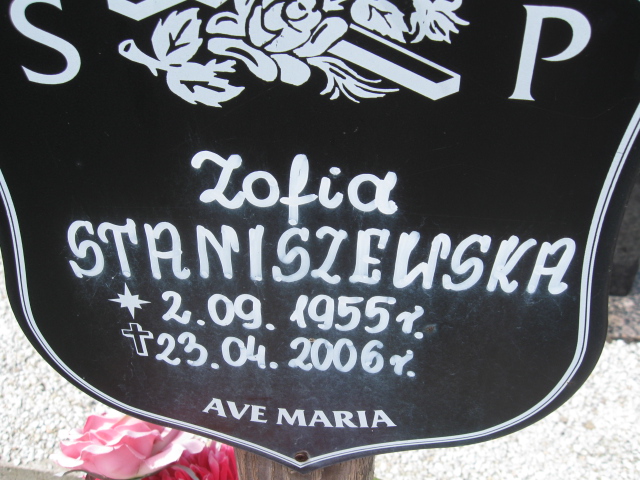 S P
Zofia
STANISZEWSKA
2.09.1955r.
23.04.2006r.
AVE MARIA